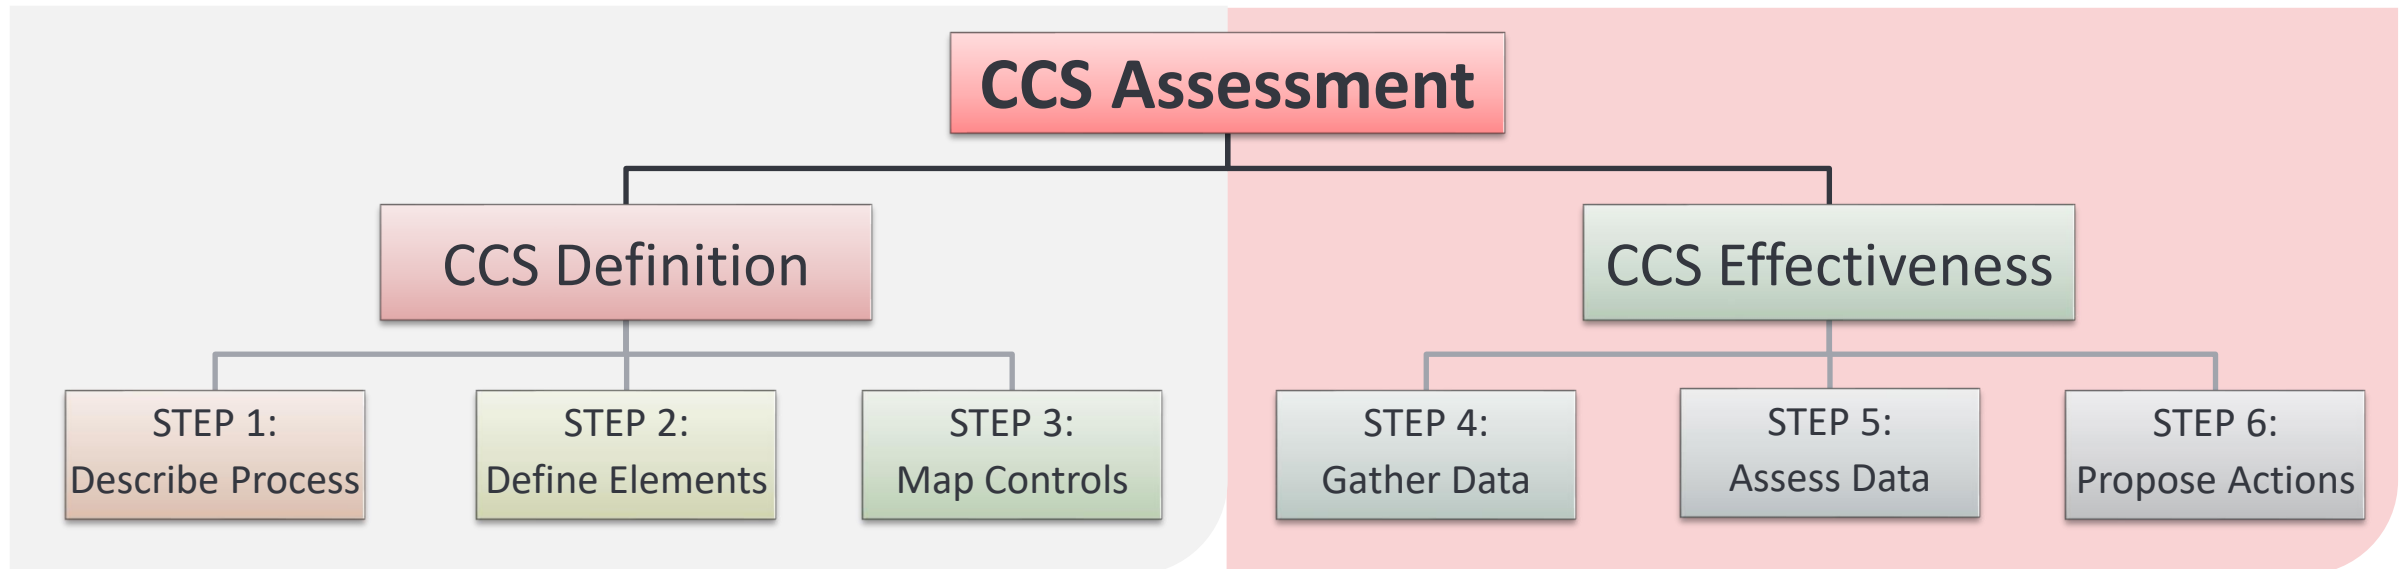 CCS Assessment
CCS Definition
CCS Effectiveness
STEP 1:
Describe Process
STEP 2:
Define Elements
STEP 3:
Map Controls
STEP 4:
Gather Data
STEP 5:
Assess Data
STEP 6:
Propose Actions